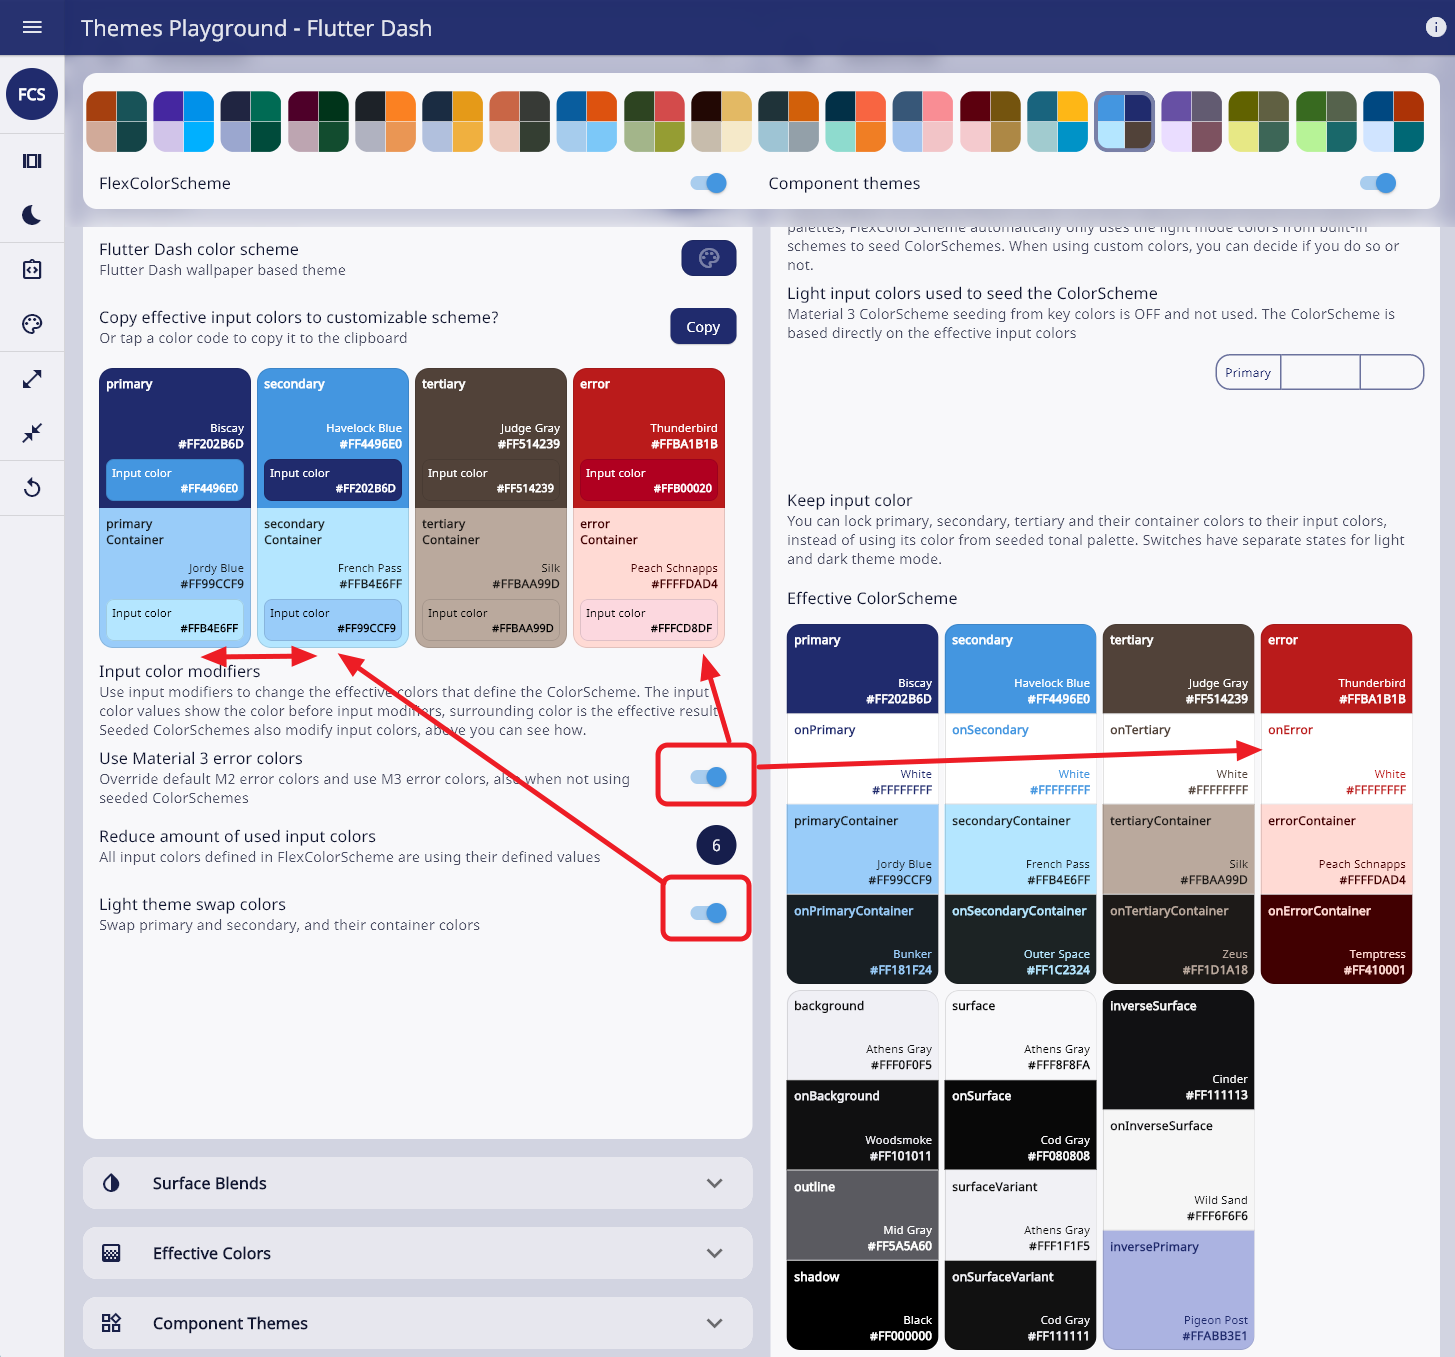 Themes Playground - Flutter Dash
FCS
FlexColorScheme
Component themes
Flutter Dash color scheme
Flutter Dash wallpaper based theme
Copy effective input colors to customizable scheme?
Or tap a color code to copy it to the clipboard
Copy
primary
Biscay
#FF202B6D
Input color
#FF4496E0
secondary
Havelock Blue
#FF4496E0
Input color
#FF202B6D
tertiary
Judge Gray
#FF514239
Input color
#FF514239
error
Thunderbird
#FFBA1B1B
Input color
#FFB00020
primary
Container
Jordy Blue
#FF99CCF9
Input color
#FFB4E6FF
secondary
Container
French Pass
#FFB4E6FF
Input color
#FF99CCF9
tertiary
Container
Silk
#FFBAA99D
Input color
#FFBAA99D
error
Container
Peach Schnapps
#FFFFDAD4
Input color
#FFFCD8DF
Input color modifiers
Use input modifiers to change the effective colors that define the ColorScheme. The input
color values show the color before input modifiers, surrounding color is the effective result
Seeded ColorSchemes also modify input colors, above you can see how.
Use Material 3 error colors
Override default M2 error colors and use M3 error colors, also when not using
seeded ColorSchemes
Reduce amount of used input colors
All input colors defined in FlexColorScheme are using their defined values
6
Light theme swap colors
Swap primary and secondary, and their container colors
Surface Blends
Effective Colors
Component Themes
palettes, FlexColorScheme automatically only uses the light mode colors from built-in
schemes to seed ColorSchemes. When using custom colors, you can decide if you do so or
not.
Light input colors used to seed the ColorScheme
Material 3 ColorScheme seeding from key colors is OFF and not used. The ColorScheme is
based directly on the effective input colors
Primary
Keep input color
You can lock primary, secondary, tertiary and their container colors to their input colors,
instead of using its color from seeded tonal palette. Switches have separate states for light
and dark theme mode.
Effective ColorScheme
primary
Biscay
#FF202B6D
secondary
Havelock Blue
#FF4496E0
tertiary
Judge Gray
#FF514239
error
Thunderbird
#FFBA1B1B
onPrimary
White
#FFFFFFFF
onSecondary
White
#FFFFFFFF
onTertiary
White
#FFFFFFFF
onError
White
#FFFFFFFF
primaryContainer
Jordy Blue
#FF99CCF9
secondaryContainer
French Pass
#FFB4E6FF
tertiaryContainer
Silk
#FFBAA99D
errorContainer
Peach Schnapps
#FFFFDAD4
onPrimaryContainer
Bunker
#FF181F24
onSecondaryContainer
Outer Space
#FF1C2324
onTertiaryContainer
Zeus
#FF1D1A18
onErrorContainer
Temptress
#FF410001
background
Athens Gray
#FFF0F0F5
surface
Athens Gray
#FFF8F8FA
inverseSurface
Cinder
#FF111113
onBackground
Woodsmoke
#FF101011
onSurface
Cod Gray
#FF080808
onInverseSurface
Wild Sand
#FFF6F6F6
outline
Mid Gray
#FF5A5A60
surfaceVariant
Athens Gray
#FFF1F1F5
inversePrimary
Pigeon Post
#FFABB3E1
shadow
Black
#FF000000
onSurfaceVariant
Cod Gray
#FF111111